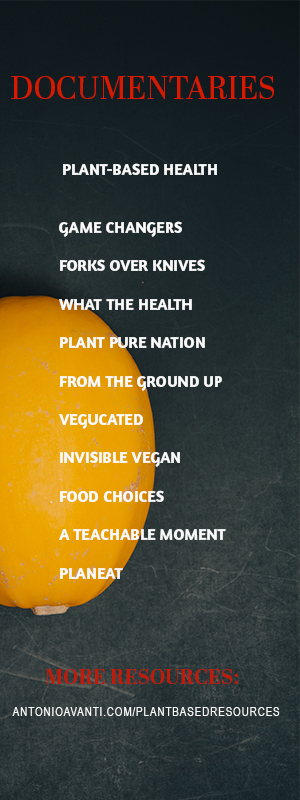 DOCUMENTARIES
PLANT-BASED HEALTH
GAME CHANGERS
FORKS OVER KNIVES
WHAT THE HEALTH
PLANT PURE NATION
FROM THE GROUND UP
VEGUCATED
INVISIBLE VEGAN
FOOD CHOICES
A TEACHABLE MOMENT
PLANEAT
MORE RESOURCES:
ANTONIOAVANTI.COM/PLANTBASEDRESOURCES